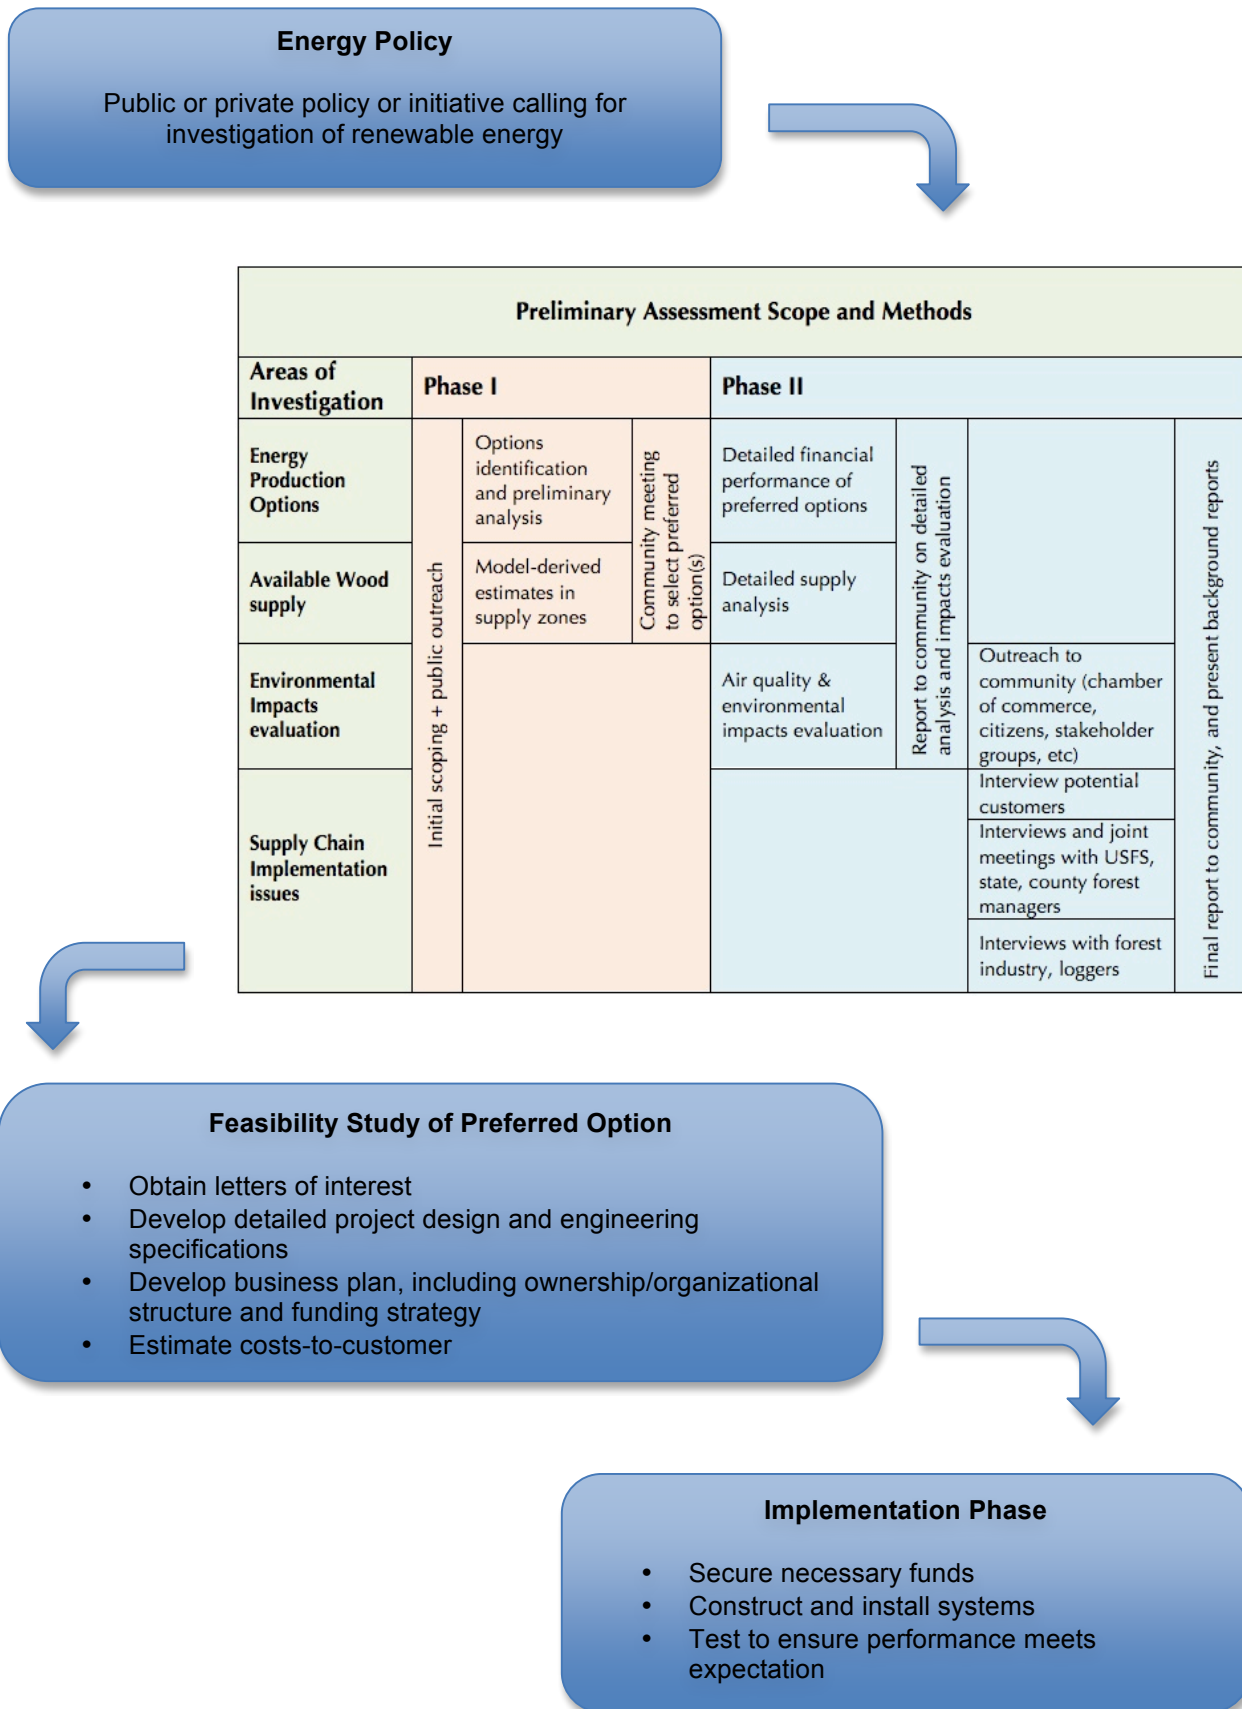 Energy Policy
Public or private policy or initiative calling for
investigation of renewable energy
Preliminary Assessment Scope and Methods
Areas of
Investigation
Phase I
Phase II
Energy
Production
Options
Initial scoping + public outreach
Options
identification
and preliminary
analysis
Community meeting
to select preferred
option(s)
Detailed financial
performance of
preferred options
Report to community on detailed
analysis and impacts evaluation
Final report to community, and present background reports
Available Wood
supply
Model-derived
estimates in
supply zones
Detailed supply
analysis
Environmental
Impacts
evaluation
Air quality &
environmental
impacts evaluation
Outreach to
community (chamber
of commerce,
citizens, stakeholder
groups, etc)
Supply Chain
Implementation
issues
Interview potential
customers
Interviews and joint
meetings with USFS,
state, county forest
managers
Interviews with forest
industry, loggers
Feasibility Study of Preferred Option
• Obtain letters of interest
• Develop detailed project design and engineering
specifications
• Develop business plan, including ownership/organizational
structure and funding strategy
• Estimate costs-to-customer
Implementation Phase
• Secure necessary funds
• Construct and install systems
• Test to ensure performance meets
expectation